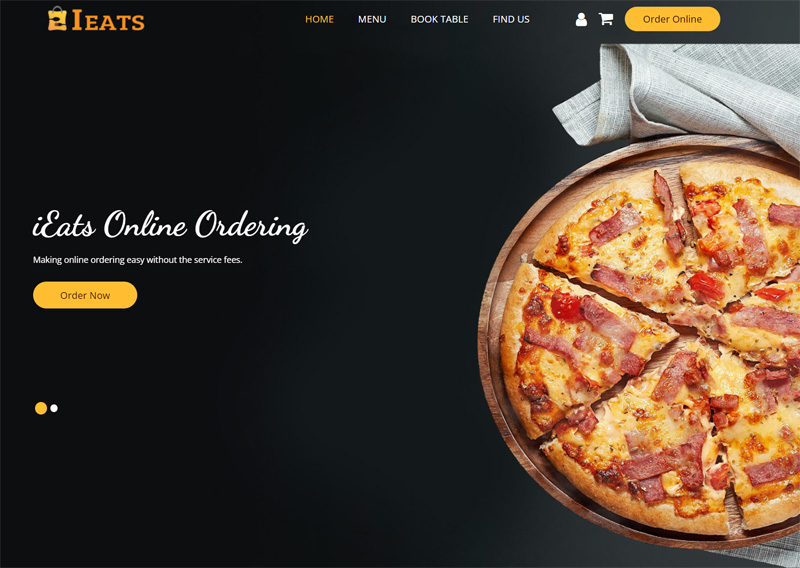 IEATS
HOME MENU BOOK TABLE FIND US Order Online
iEats Online Ordering
Making online ordering easy without the service fees.
Order Now